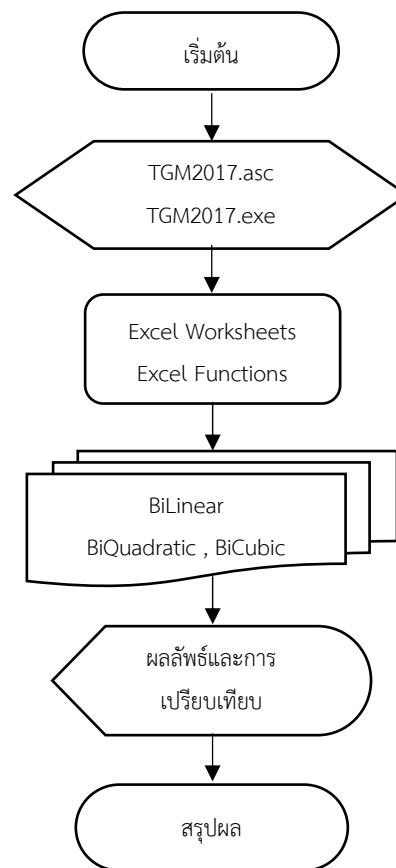 เริ่มต้น
TGM2017.asc
TGM2017.exe
Excel Worksheets
Excel Functions
BiLinear
BiQuadratic , BiCubic
ผลลัพธ์และการ
เปรียบเทียบ
สรุปผล